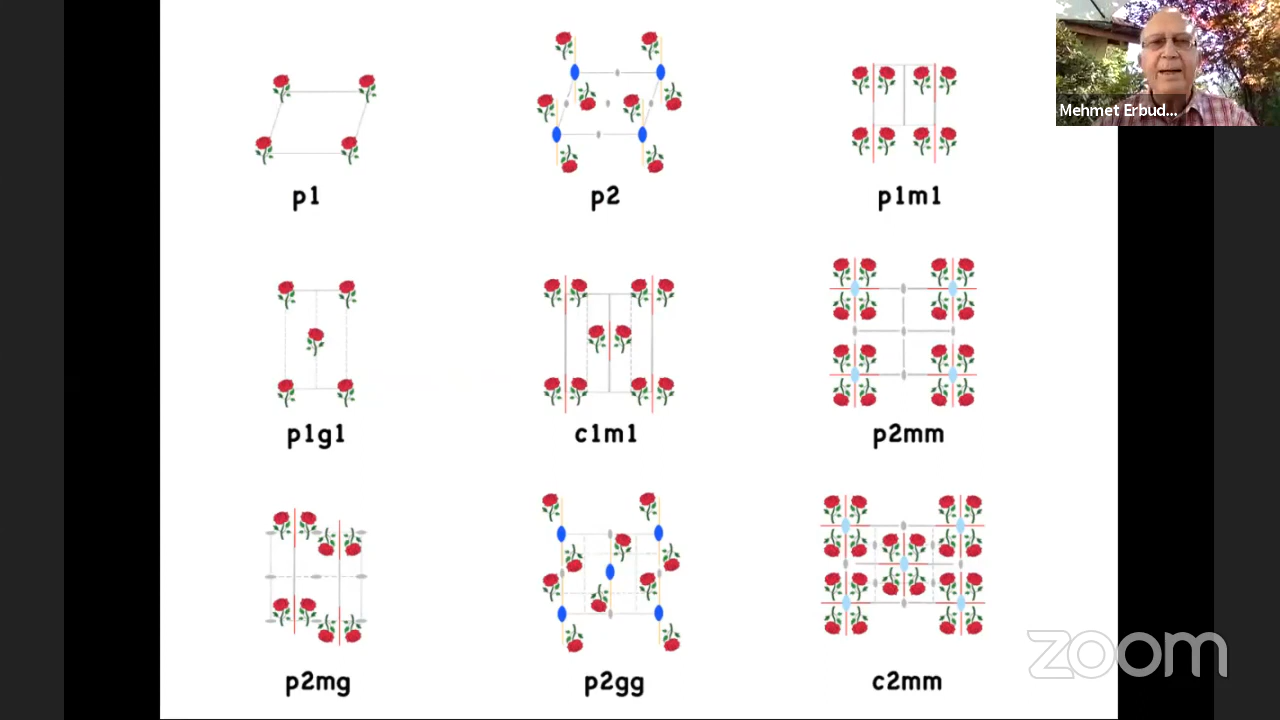 Mehmet Erbud...
p1
p2
p1m1
p1g1
c1m1
p2mm
p2mg
p2gg
c2mm
zoom